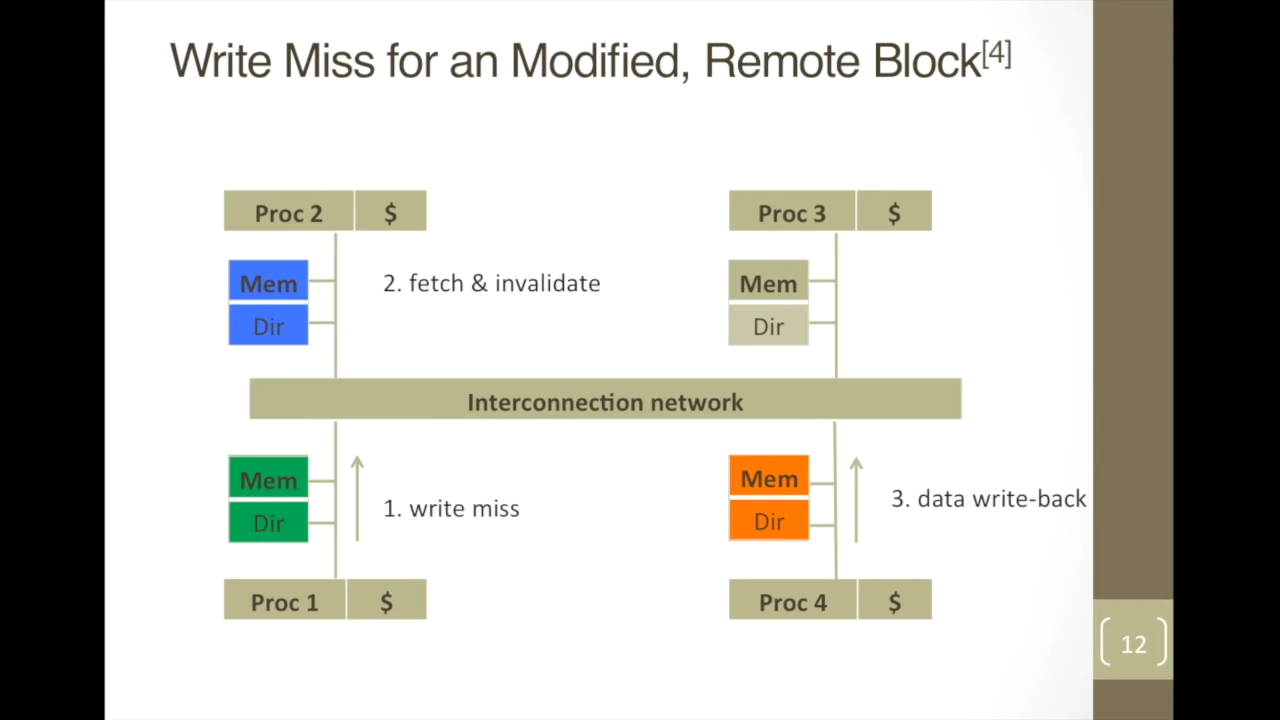 Write Miss for an Modified, Remote Block[4]
Proc 2 $
Proc 3 $
Mem
2. fetch & invalidate
Mem
Dir
Dir
Interconnection network
Mem
1. write miss
Dir
Mem
3. data write-back
Dir
Proc 1 $
Proc 4 $
12